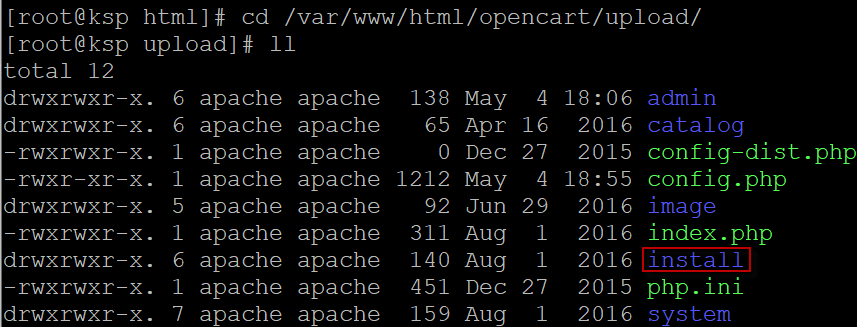 [root@ksp html]# cd /var/www/html/opencart/upload/
[root@ksp upload]# ll
total 12
drwxrwxr-x. 6 apache apache  138 May  4 18:06 admin
drwxrwxr-x. 6 apache apache   65 Apr 16  2016 catalog
-rwxrwxr-x. 1 apache apache    0 Dec 27  2015 config-dist.php
-rwxr-xr-x. 1 apache apache 1212 May  4 18:55 config.php
drwxrwxr-x. 5 apache apache   92 Jun 29  2016 image
-rwxrwxr-x. 1 apache apache  311 Aug  1  2016 index.php
drwxrwxr-x. 6 apache apache  140 Aug  1  2016 install
-rwxrwxr-x. 1 apache apache  451 Dec 27  2015 php.ini
drwxrwxr-x. 7 apache apache  159 Aug  1  2016 system